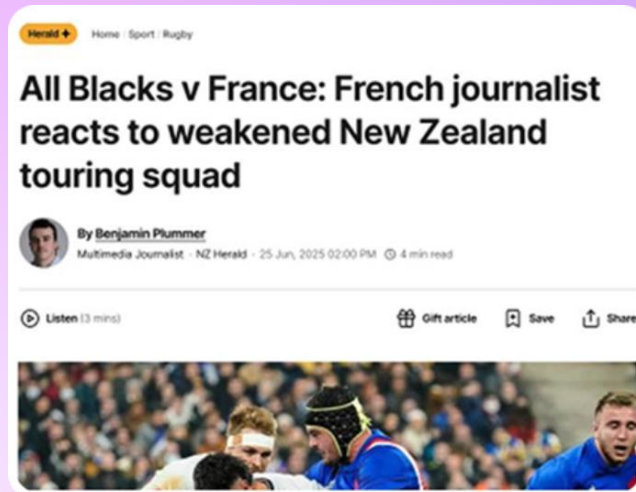 Herald + Home Sport Rugby
All Blacks v France: French journalist
reacts to weakened New Zealand
touring squad
By Benjamin Plummer
Multimedia Journalist · NZ Herald · 25 Jun, 2025 02:00 PM 4 min read
Listen (3 mins) Gift article Save Share